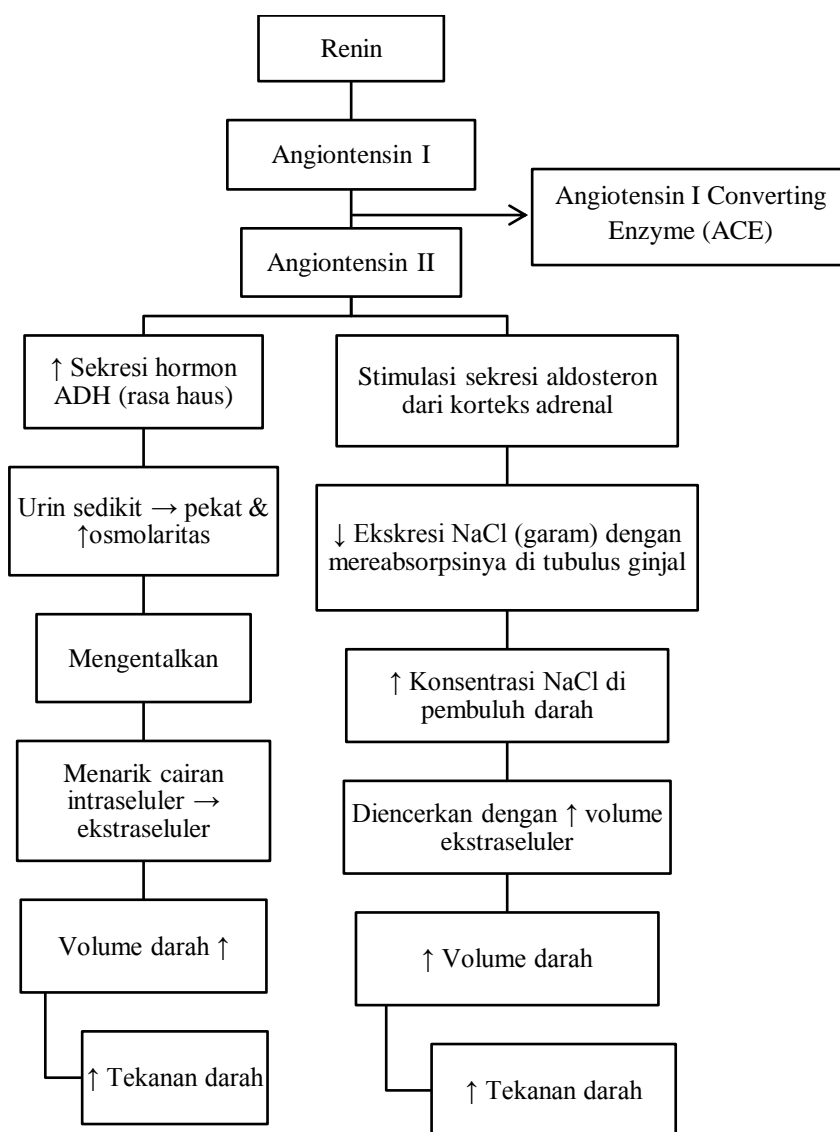 Renin
Angiontensin I
Angiotensin I Converting
Enzyme (ACE)
Angiontensin II
↑ Sekresi hormon
ADH (rasa haus)
Urin sedikit → pekat &
↑osmolaritas
Mengentalkan
Menarik cairan
intraseluler →
ekstraseluler
Volume darah ↑
↑ Tekanan darah
Stimulasi sekresi aldosteron
dari korteks adrenal
↓ Ekskresi NaCl (garam) dengan
mereabsorpsinya di tubulus ginjal
↑ Konsentrasi NaCl di
pembuluh darah
Diencerkan dengan ↑ volume
ekstraseluler
↑ Volume darah
↑ Tekanan darah